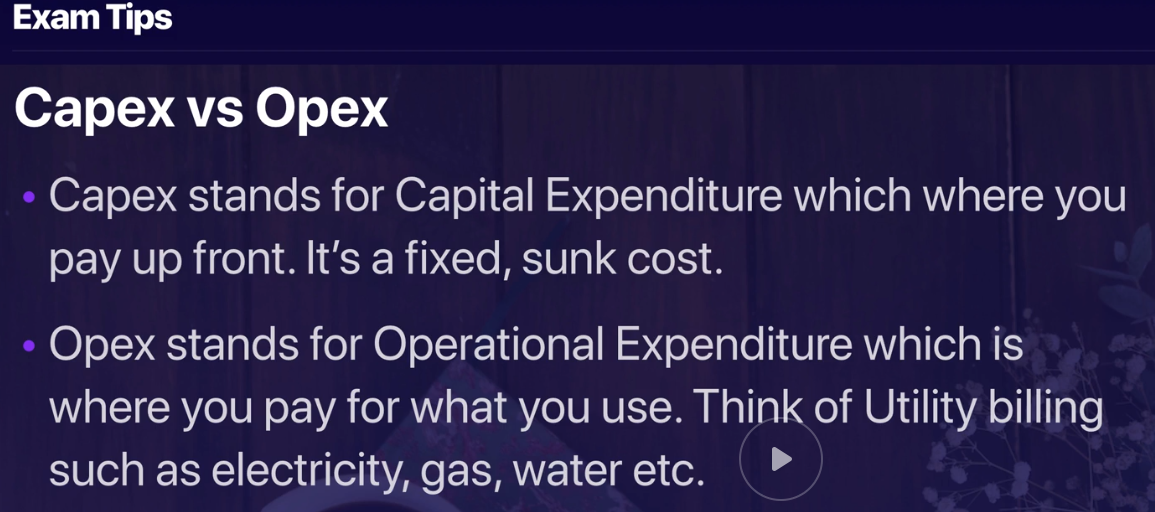 Exam Tips
Capex vs Opex
• Capex stands for Capital Expenditure which where you
pay up front. It’s a fixed, sunk cost.
• Opex stands for Operational Expenditure which is
where you pay for what you use. Think of Utility billing
such as electricity, gas, water etc.